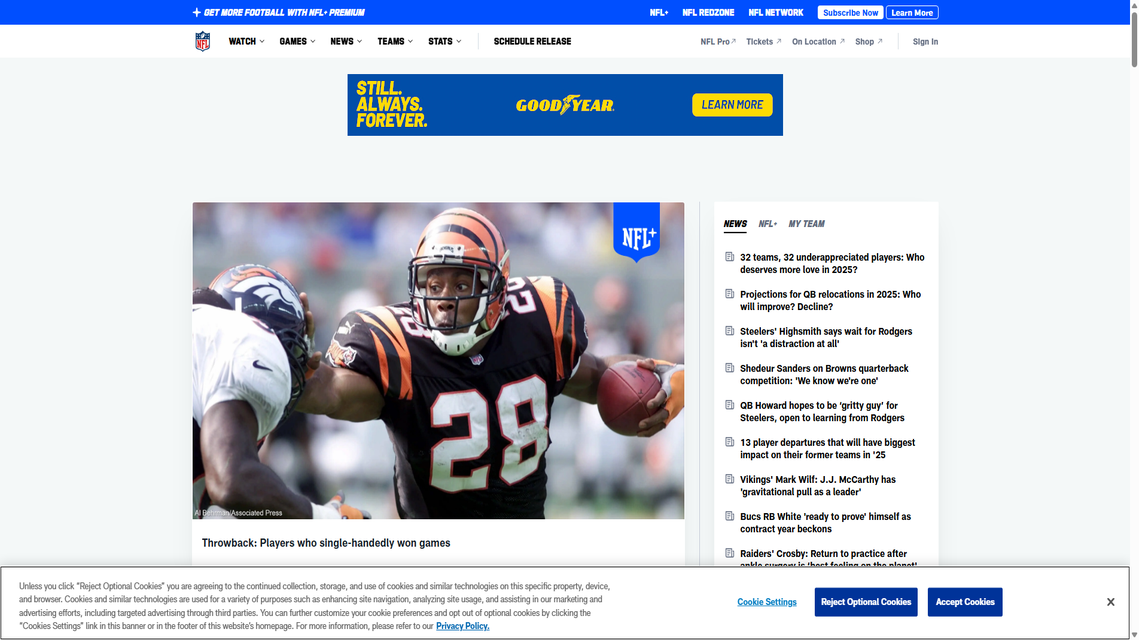 GET MORE FOOTBALL WITH NFL+ PREMIUM
NFL+
NFL REDZONE
NFL NETWORK
Subscribe Now
Learn More
NFL
WATCH
GAMES
NEWS
TEAMS
STATS
SCHEDULE RELEASE
NFL Pro
Tickets
On Location
Shop
Sign In
STILL.
ALWAYS.
FOREVER.
GOODYEAR
LEARN MORE
NFL+
28
Al Behrman/Associated Press
Throwback: Players who single-handedly won games
NEWS
NFL+
MY TEAM
32 teams, 32 underappreciated players: Who
deserves more love in 2025?
Projections for QB relocations in 2025: Who
will improve? Decline?
Steelers' Highsmith says wait for Rodgers
isn't 'a distraction at all'
Shedeur Sanders on Browns quarterback
competition: 'We know we're one'
QB Howard hopes to be 'gritty guy' for
Steelers, open to learning from Rodgers
13 player departures that will have biggest
impact on their former teams in '25
Vikings' Mark Wilf: J.J. McCarthy has
'gravitational pull as a leader'
Bucs RB White 'ready to prove' himself as
contract year beckons
Raiders' Crosby: Return to practice after
ankle surgery is 'best feeling on the planet'
Unless you click "Reject Optional Cookies" you are agreeing to the continued collection, storage, and use of cookies and similar technologies on this specific property, device,
and browser. Cookies and similar technologies are used for a variety of purposes such as enhancing site navigation, analyzing site usage, and assisting in our marketing and
advertising efforts, including targeted advertising through third parties. You can further customize your cookie preferences and opt out of optional cookies by clicking the
"Cookies Settings" link in this banner or in the footer of this website's homepage. For more information, please refer to our Privacy Policy.
Cookie Settings
Reject Optional Cookies
Accept Cookies